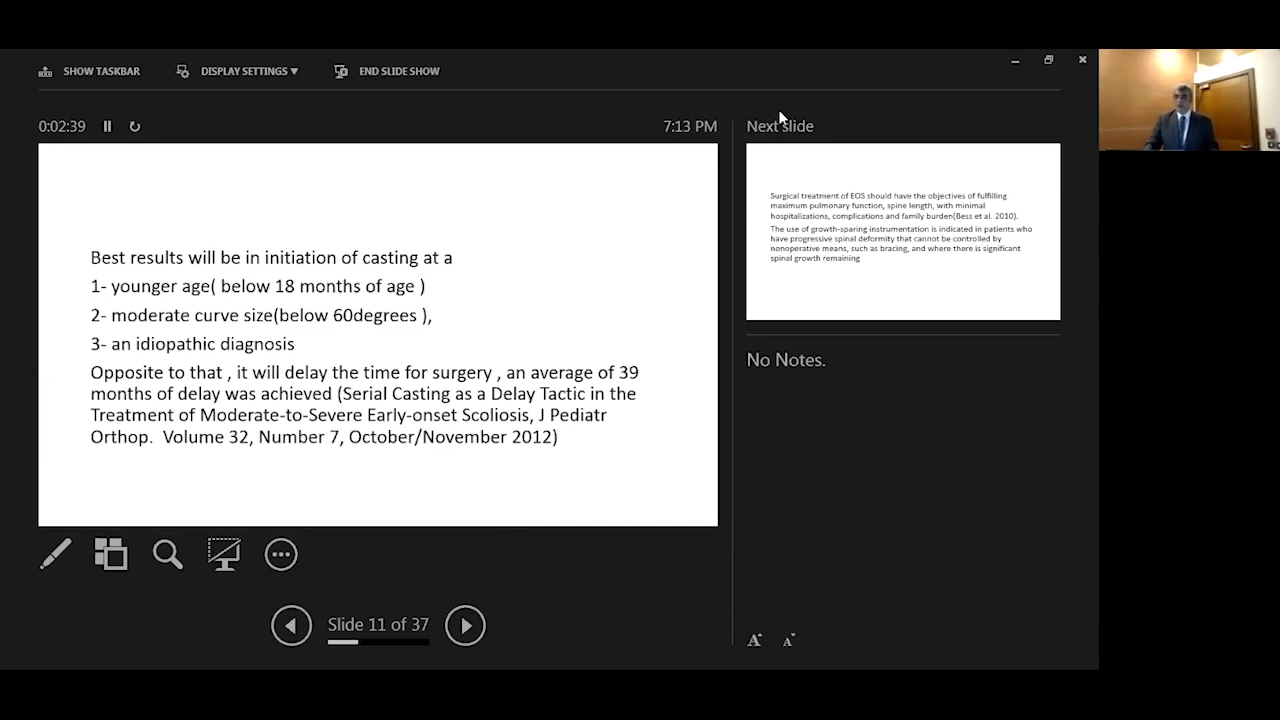 SHOW TASKBAR
DISPLAY SETTINGS
END SLIDE SHOW
0:02:39
7:13 PM
Next slide
Best results will be in initiation of casting at a
1- younger age( below 18 months of age )
2- moderate curve size(below 60degrees ),
3- an idiopathic diagnosis
Opposite to that , it will delay the time for surgery , an average of 39
months of delay was achieved (Serial Casting as a Delay Tactic in the
Treatment of Moderate-to-Severe Early-onset Scoliosis, J Pediatr
Orthop.  Volume 32, Number 7, October/November 2012)
Surgical treatment of EOS should have the objectives of fulfilling
maximum pulmonary function, spine length, with minimal
hospitalizations, complications and family burden(Bess et al. 2010).
The use of growth-sparing instrumentation is indicated in patients who
have progressive spinal deformity that cannot be controlled by
nonoperative means, such as bracing, and where there is significant
spinal growth remaining
No Notes.
Slide 11 of 37
A A